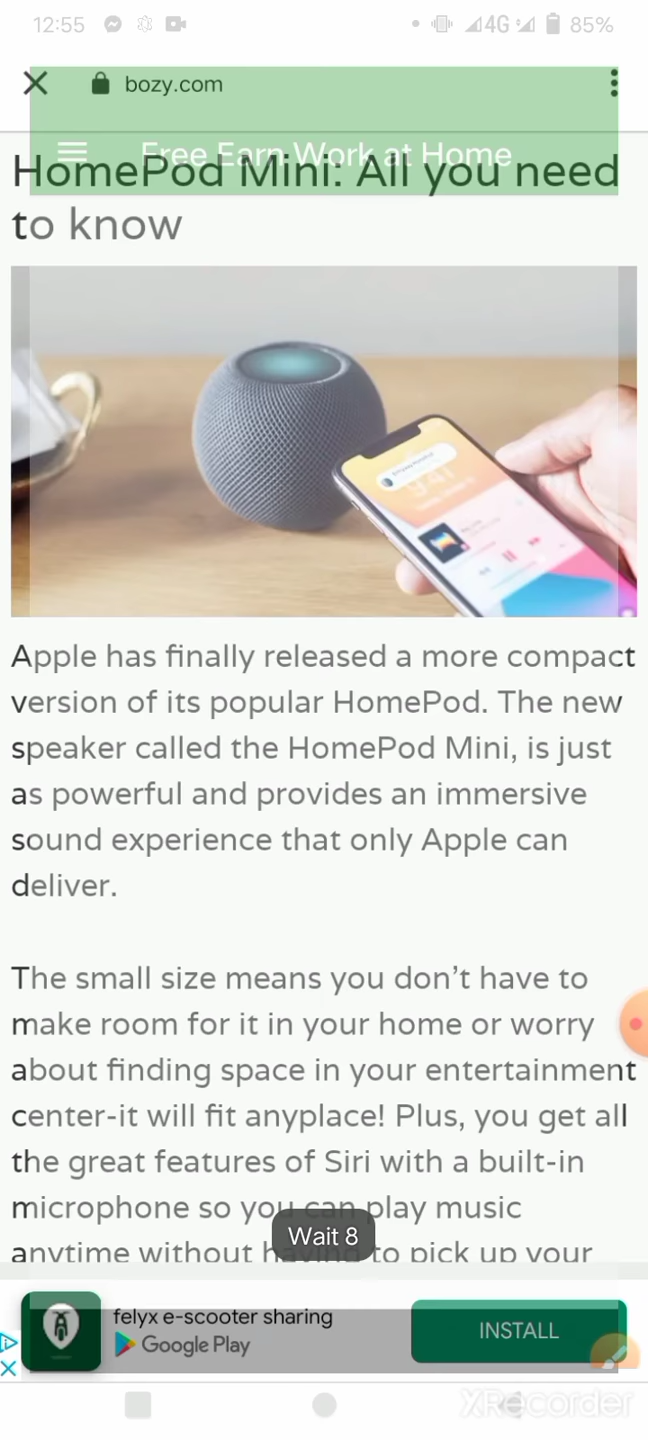 12:55
4G 85%
bozy.com
Free Earn Work at Home
HomePod Mini: All you need
to know
Apple has finally released a more compact
version of its popular HomePod. The new
speaker called the HomePod Mini, is just
as powerful and provides an immersive
sound experience that only Apple can
deliver.
The small size means you don’t have to
make room for it in your home or worry
about finding space in your entertainment
center-it will fit anyplace! Plus, you get all
the great features of Siri with a built-in
microphone so you can play music
Wait 8
anytime without having to pick up your
felyx e-scooter sharing
Google Play
INSTALL
XRecorder